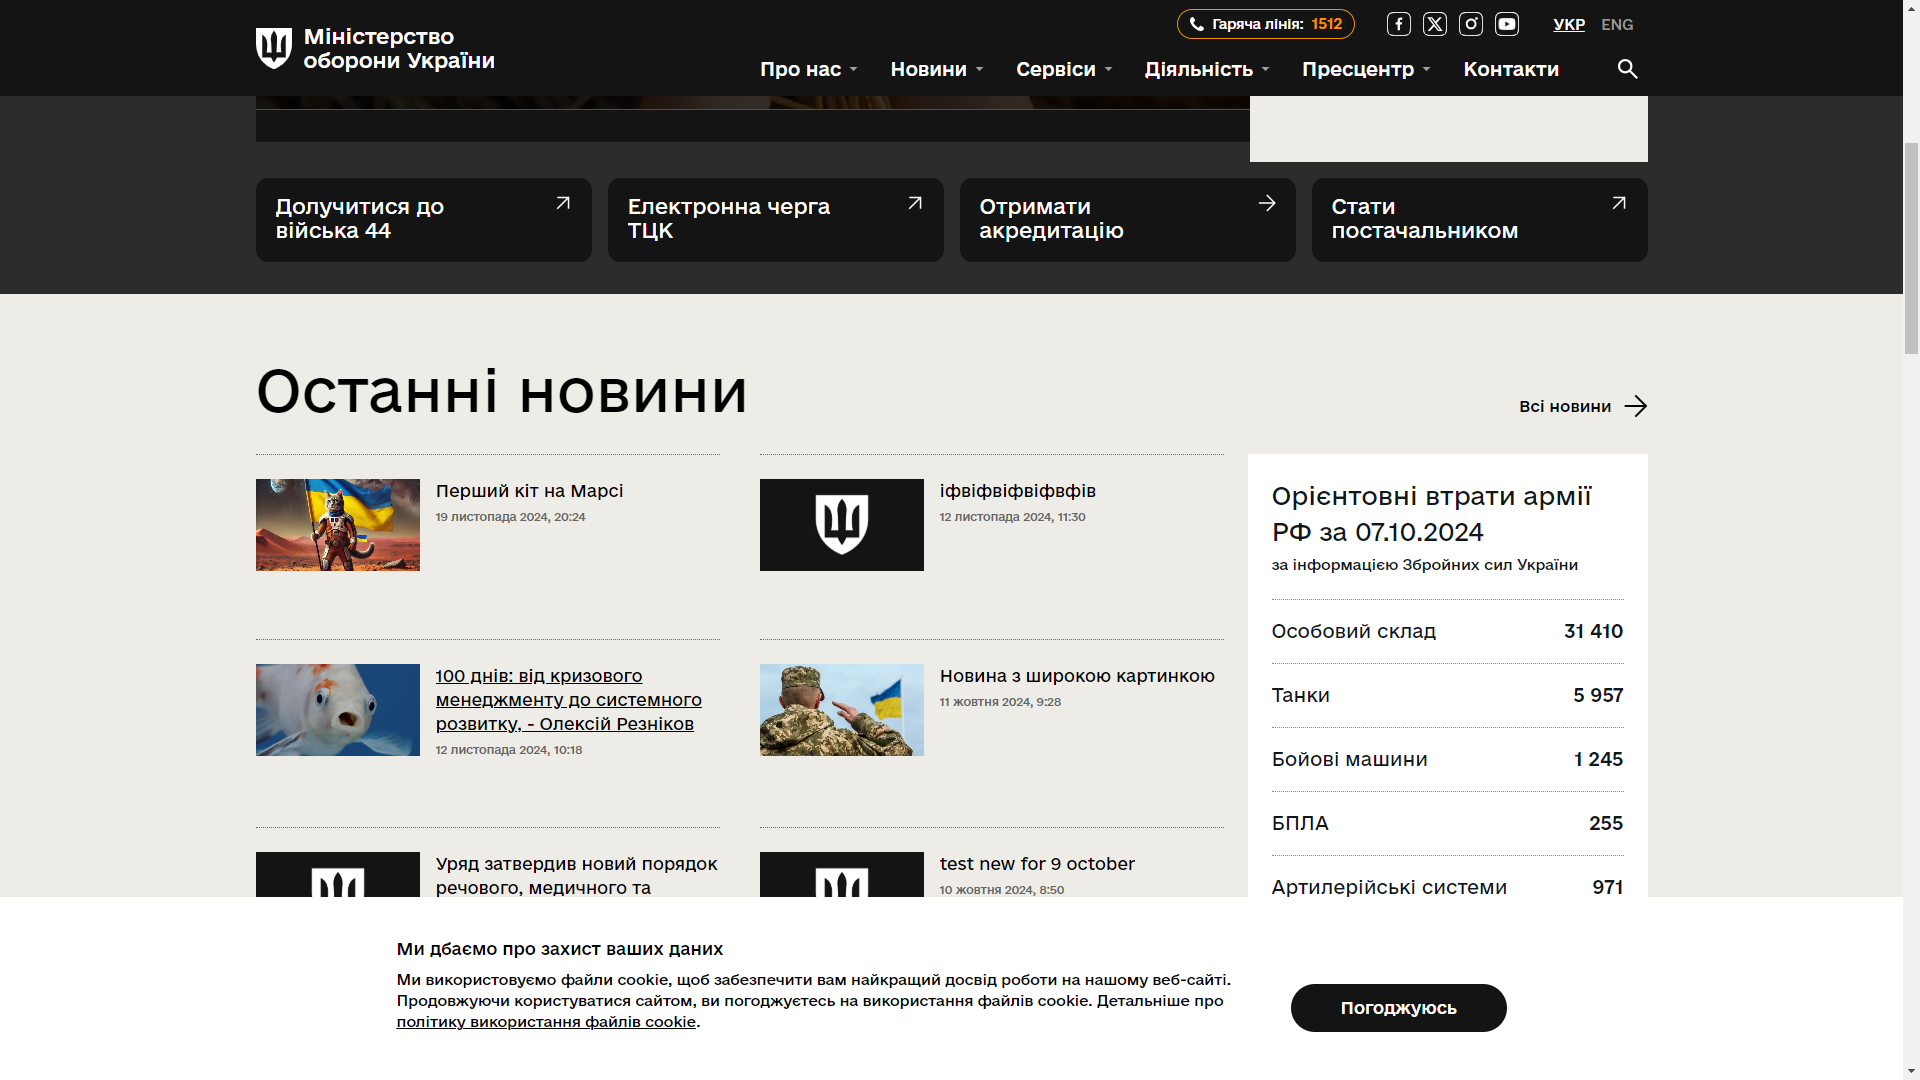 Міністерство
оборони України
Гаряча лінія: 1512
УКР ENG
Про нас
Новини
Сервіси
Діяльність
Пресцентр
Контакти
Долучитися до
війська 44
Електронна черга
ТЦК
Отримати
акредитацію
Стати
постачальником
Останні новини
Всі новини
Перший кіт на Марсі
19 листопада 2024, 20:24
іфвіфвіфвіфвфів
12 листопада 2024, 11:30
100 днів: від кризового
менеджменту до системного
розвитку, - Олексій Резніков
12 листопада 2024, 10:18
Новина з широкою картинкою
11 жовтня 2024, 9:28
Уряд затвердив новий порядок
речового, медичного та
test new for 9 october
10 жовтня 2024, 8:50
Орієнтовні втрати армії
РФ за 07.10.2024
за інформацією Збройних сил України
Особовий склад 31 410
Танки 5 957
Бойові машини 1 245
БПЛА 255
Артилерійські системи 971
Ми дбаємо про захист ваших даних
Ми використовуємо файли cookie, щоб забезпечити вам найкращий досвід роботи на нашому веб-сайті.
Продовжуючи користуватися сайтом, ви погоджуєтесь на використання файлів cookie. Детальніше про
політику використання файлів cookie.
Погоджуюсь